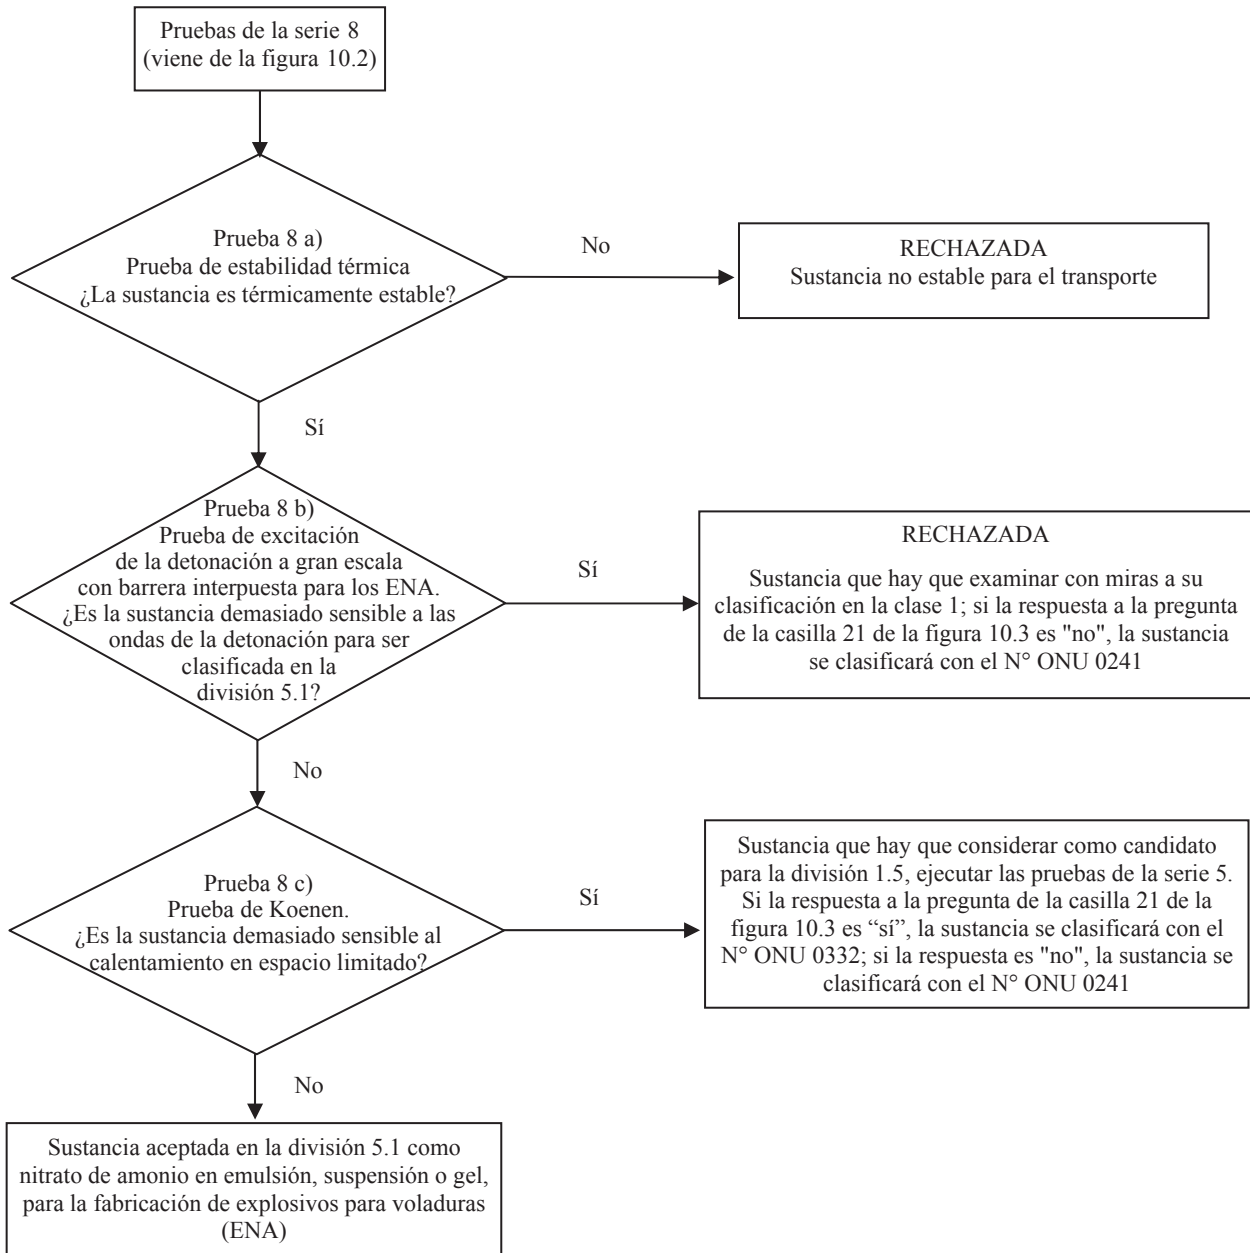 Pruebas de la serie 8
(viene de la figura 10.2)
Prueba 8 a)
Prueba de estabilidad térmica
¿La sustancia es térmicamente estable?
No
RECHAZADA
Sustancia no estable para el transporte
Sí
Prueba 8 b)
Prueba de excitación
de la detonación a gran escala
con barrera interpuesta para los ENA.
¿Es la sustancia demasiado sensible a las
ondas de la detonación para ser
clasificada en la
división 5.1?
Sí
RECHAZADA
Sustancia que hay que examinar con miras a su
clasificación en la clase 1; si la respuesta a la pregunta
de la casilla 21 de la figura 10.3 es "no", la sustancia
se clasificará con el N° ONU 0241
No
Prueba 8 c)
Prueba de Koenen.
¿Es la sustancia demasiado sensible al
calentamiento en espacio limitado?
Sí
Sustancia que hay que considerar como candidato
para la división 1.5, ejecutar las pruebas de la serie 5.
Si la respuesta a la pregunta de la casilla 21 de la
figura 10.3 es “sí”, la sustancia se clasificará con el
N° ONU 0332; si la respuesta es "no", la sustancia se
clasificará con el N° ONU 0241
No
Sustancia aceptada en la división 5.1 como
nitrato de amonio en emulsión, suspensión o gel,
para la fabricación de explosivos para voladuras
(ENA)